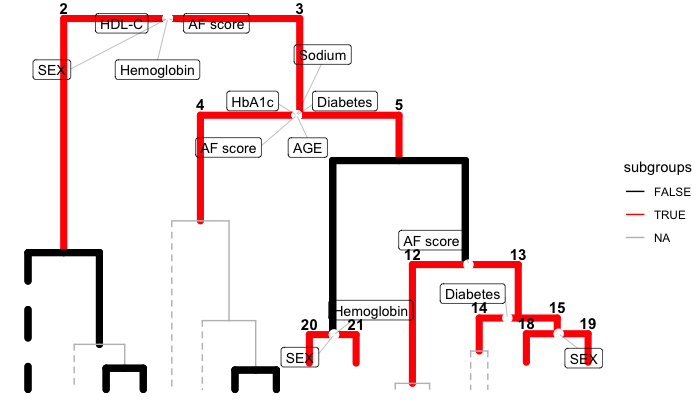 2
3
HDL-C
AF score
SEX
Hemoglobin
Sodium
HbA1c
Diabetes
4
5
AF score
AGE
subgroups
FALSE
TRUE
NA
AF score
12
13
Diabetes
14
15
Hemoglobin
20
21
18
19
SEX
SEX